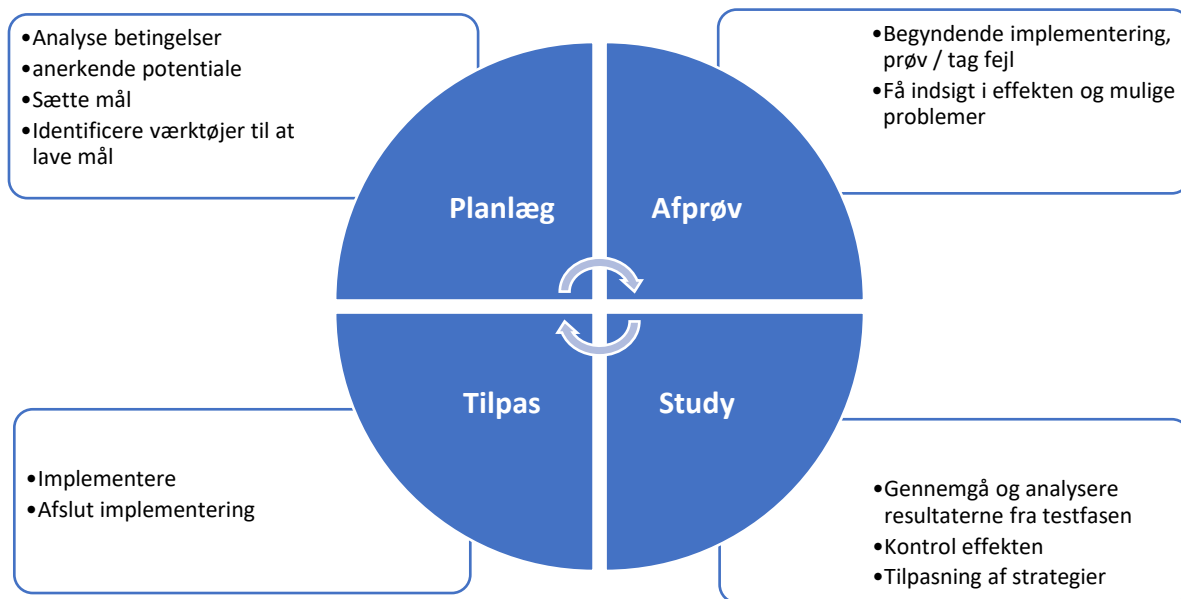 •Analyse betingelser
•anerkende potentiale
•Sætte mål
•Identificere værktøjer til at
lave mål
•Begyndende implementering,
prøv / tag fejl
•Få indsigt i effekten og mulige
problemer
Planlæg
Afprøv
Tilpas
Study
•Implementere
•Afslut implementering
•Gennemgå og analysere
resultaterne fra testfasen
•Kontrol effekten
•Tilpasning af strategier